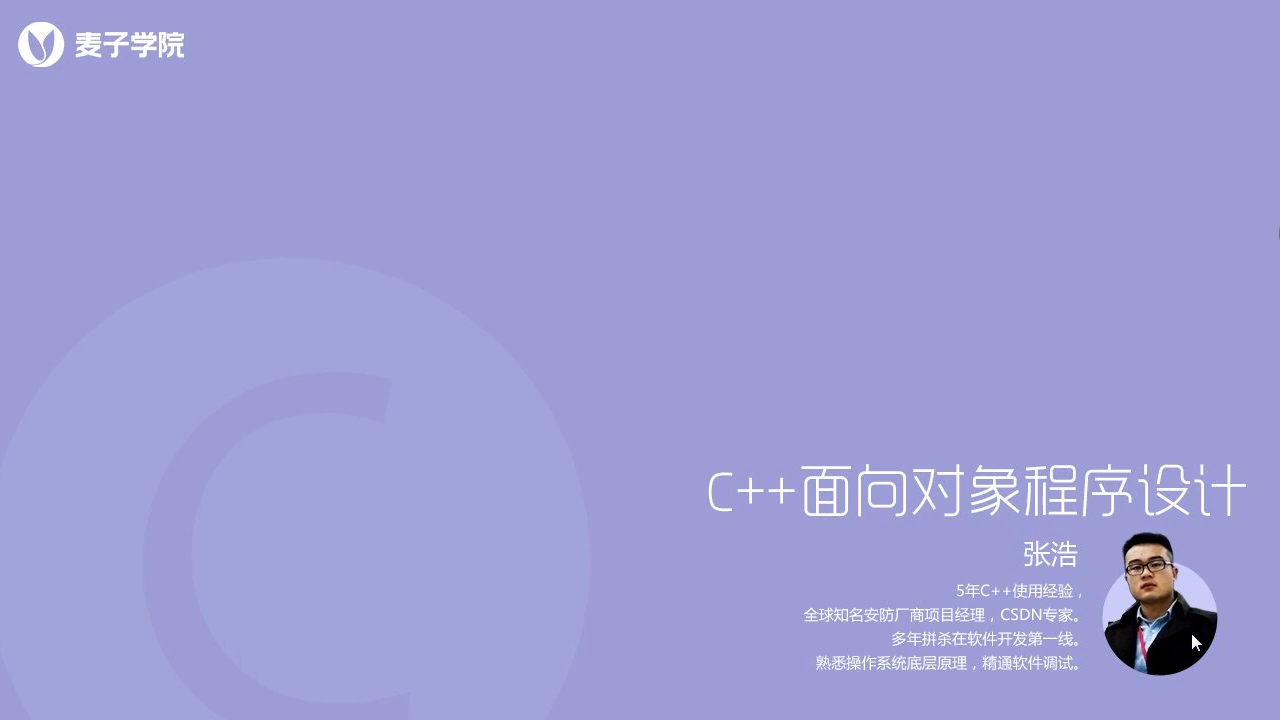 麦子学院
C++面向对象程序设计
张浩
5年C++使用经验，
全球知名安防厂商项目经理，CSDN专家。
多年拼杀在软件开发第一线。
熟悉操作系统底层原理，精通软件调试。